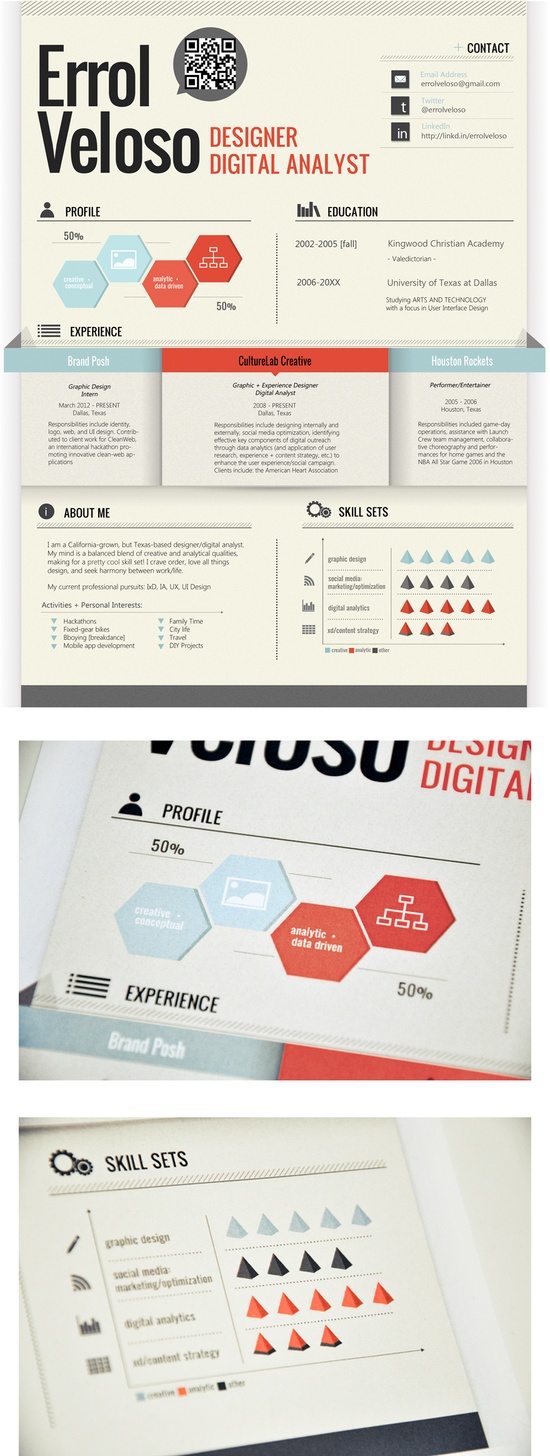 Errol
Veloso
DESIGNER
DIGITAL ANALYST
+ CONTACT
Email Address
errolveloso@gmail.com
t
Twitter
@errolveloso
in
LinkedIn
http://linkd.in/errolveloso
PROFILE
50%
creative +
conceptual
analytic +
data driven
50%
EDUCATION
2002-2005 [fall]
Kingwood Christian Academy
- Valedictorian -
2006-20XX
University of Texas at Dallas
Studying ARTS AND TECHNOLOGY
with a focus in User Interface Design
EXPERIENCE
Brand Posh
Graphic Design
Intern
March 2012 - PRESENT
Dallas, Texas
Responsibilities include identity,
logo, web, and UI design. Contrib-
uted to client work for CleanWeb,
an international hackathon pro-
moting innovative clean-web ap-
plications
CultureLab Creative
Graphic + Experience Designer
Digital Analyst
2008 - PRESENT
Dallas, Texas
Responsibilities include designing internally and
externally, social media optimization, identifying
effective key components of digital outreach
through data analytics (and application of user
research, experience + content strategy, etc.) to
enhance the user experience/social campaign.
Clients include: the American Heart Association
Houston Rockets
Performer/Entertainer
2005 - 2006
Houston, Texas
Responsibilities included game-day
operations, assistance with Launch
Crew team management, collabora-
tive choreography and perfor-
mances for home games and the
NBA All Star Game 2006 in Houston
i
ABOUT ME
I am a California-grown, but Texas-based designer/digital analyst.
My mind is a balanced blend of creative and analytical qualities,
making for a pretty cool skill set! I crave order, love all things
design, and seek harmony between work/life.
My current professional pursuits: IxD, IA, UX, UI Design
Activities + Personal Interests:
Hackathons
Fixed-gear bikes
Bboying [breakdance]
Mobile app development
Family Time
City life
Travel
DIY Projects
SKILL SETS
graphic design
social media:
marketing/optimization
digital analytics
xd/content strategy
creative analytic other
Veloso
DESIGN
DIGITA
PROFILE
50%
creative +
conceptual
analytic +
data driven
50%
EXPERIENCE
Brand Posh
SKILL SETS
graphic design
social media:
marketing/optimization
digital analytics
xd/content strategy
creative analytic other